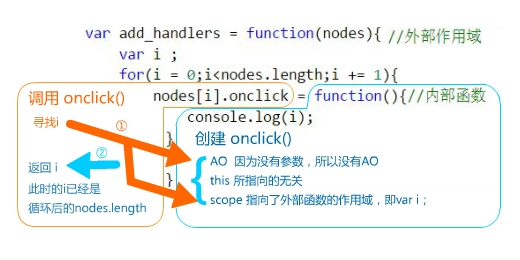 var add_handlers = function(nodes){ //外部作用域
var i ;
for(i = 0;i<nodes.length;i += 1){
调用 onclick()
nodes[i].onclick = function(){//内部函数
寻找i
①
console.log(i);
}
创建 onclick()
返回 i
②
AO 因为没有参数，所以没有AO
此时的i已经是
}
this 所指向的无关
循环后的nodes.length
scope 指向了外部函数的作用域，即var i；